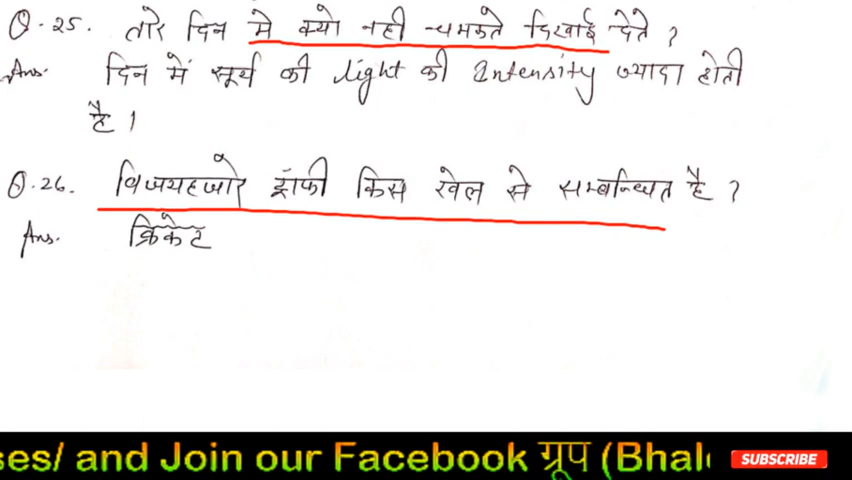 Q.25. तारे दिन मे क्यो नही चमकते दिखाई देते ?
Ans. दिन में सूर्य की light की Intensity ज्यादा होती
है ।
Q.26. विजयहजारे ट्रॉफी किस खेल से सम्बन्धित है ?
Ans. क्रिकेट
ses/ and Join our Facebook ग्रूप (Bhal
SUBSCRIBE